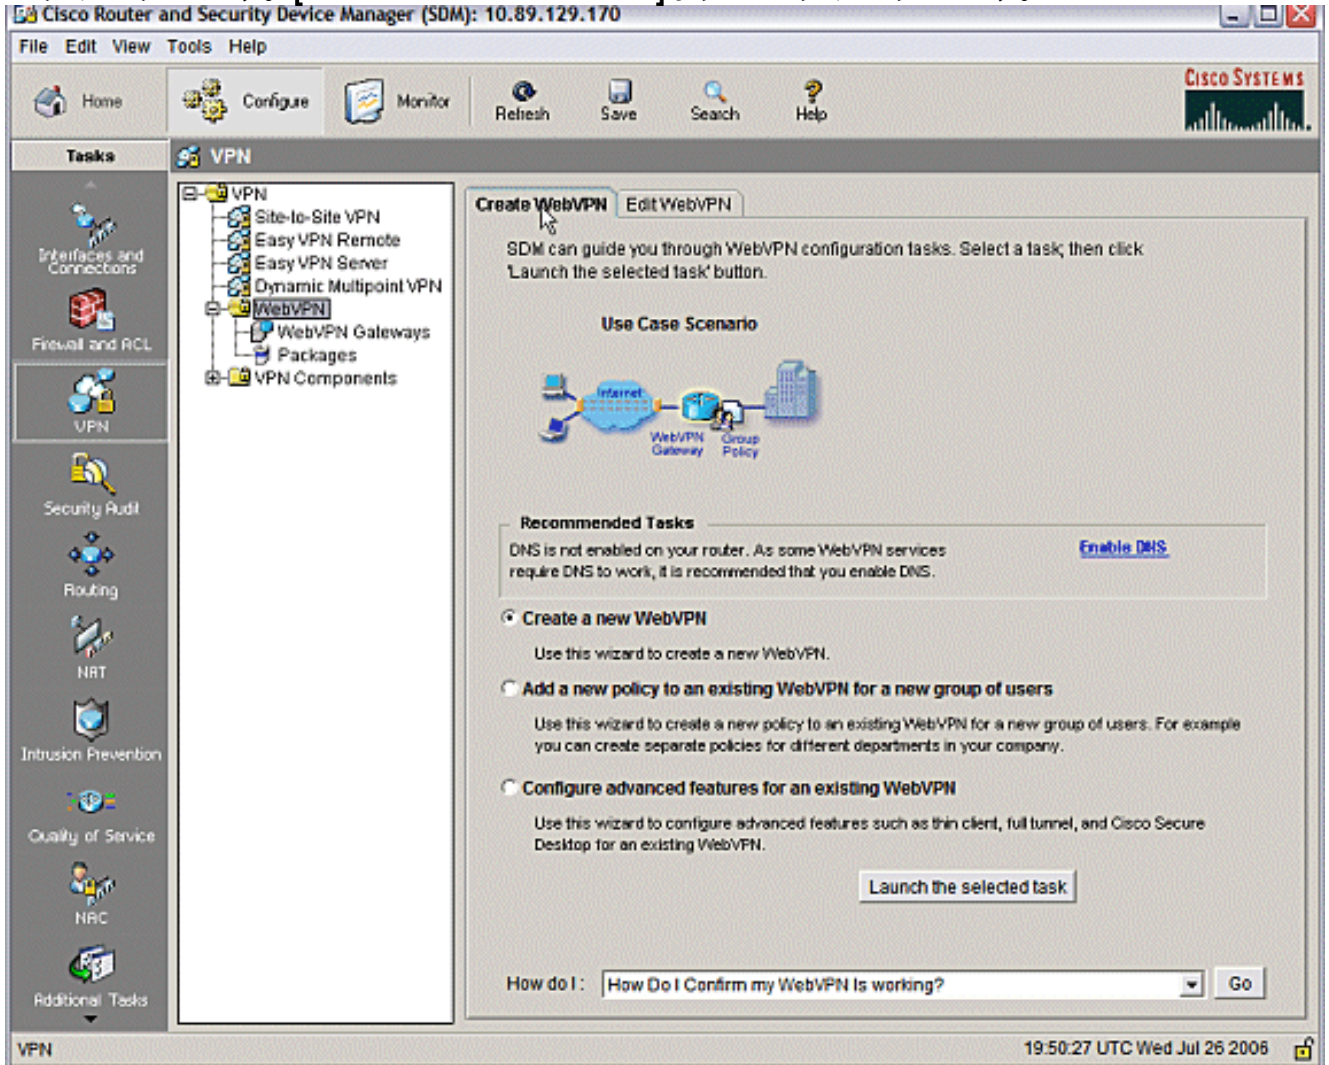 Cisco Router and Security Device Manager (SDM): 10.89.129.170
File Edit View Tools Help
Home Configure Monitor Refresh Save Search Help
CISCO SYSTEMS
Tasks
VPN
Interfaces and
Connections
Firewall and ACL
VPN
Security Audit
Routing
NAT
Intrusion Prevention
Quality of Service
NAC
Additional Tasks
VPN
Site-to-Site VPN
Easy VPN Remote
Easy VPN Server
Dynamic Multipoint VPN
WebVPN
WebVPN Gateways
Packages
VPN Components
Create WebVPN Edit WebVPN
SDM can guide you through WebVPN configuration tasks. Select a task, then click
'Launch the selected task' button.
Use Case Scenario
Internet
WebVPN
Gateway
Group
Policy
Recommended Tasks
DNS is not enabled on your router. As some WebVPN services
require DNS to work, it is recommended that you enable DNS.
Enable DNS
Create a new WebVPN
Use this wizard to create a new WebVPN.
Add a new policy to an existing WebVPN for a new group of users
Use this wizard to create a new policy to an existing WebVPN for a new group of users. For example
you can create separate policies for different departments in your company.
Configure advanced features for an existing WebVPN
Use this wizard to configure advanced features such as thin client, full tunnel, and Cisco Secure
Desktop for an existing WebVPN.
Launch the selected task
How do I : How Do I Confirm my WebVPN Is working? Go
VPN
19:50:27 UTC Wed Jul 26 2006